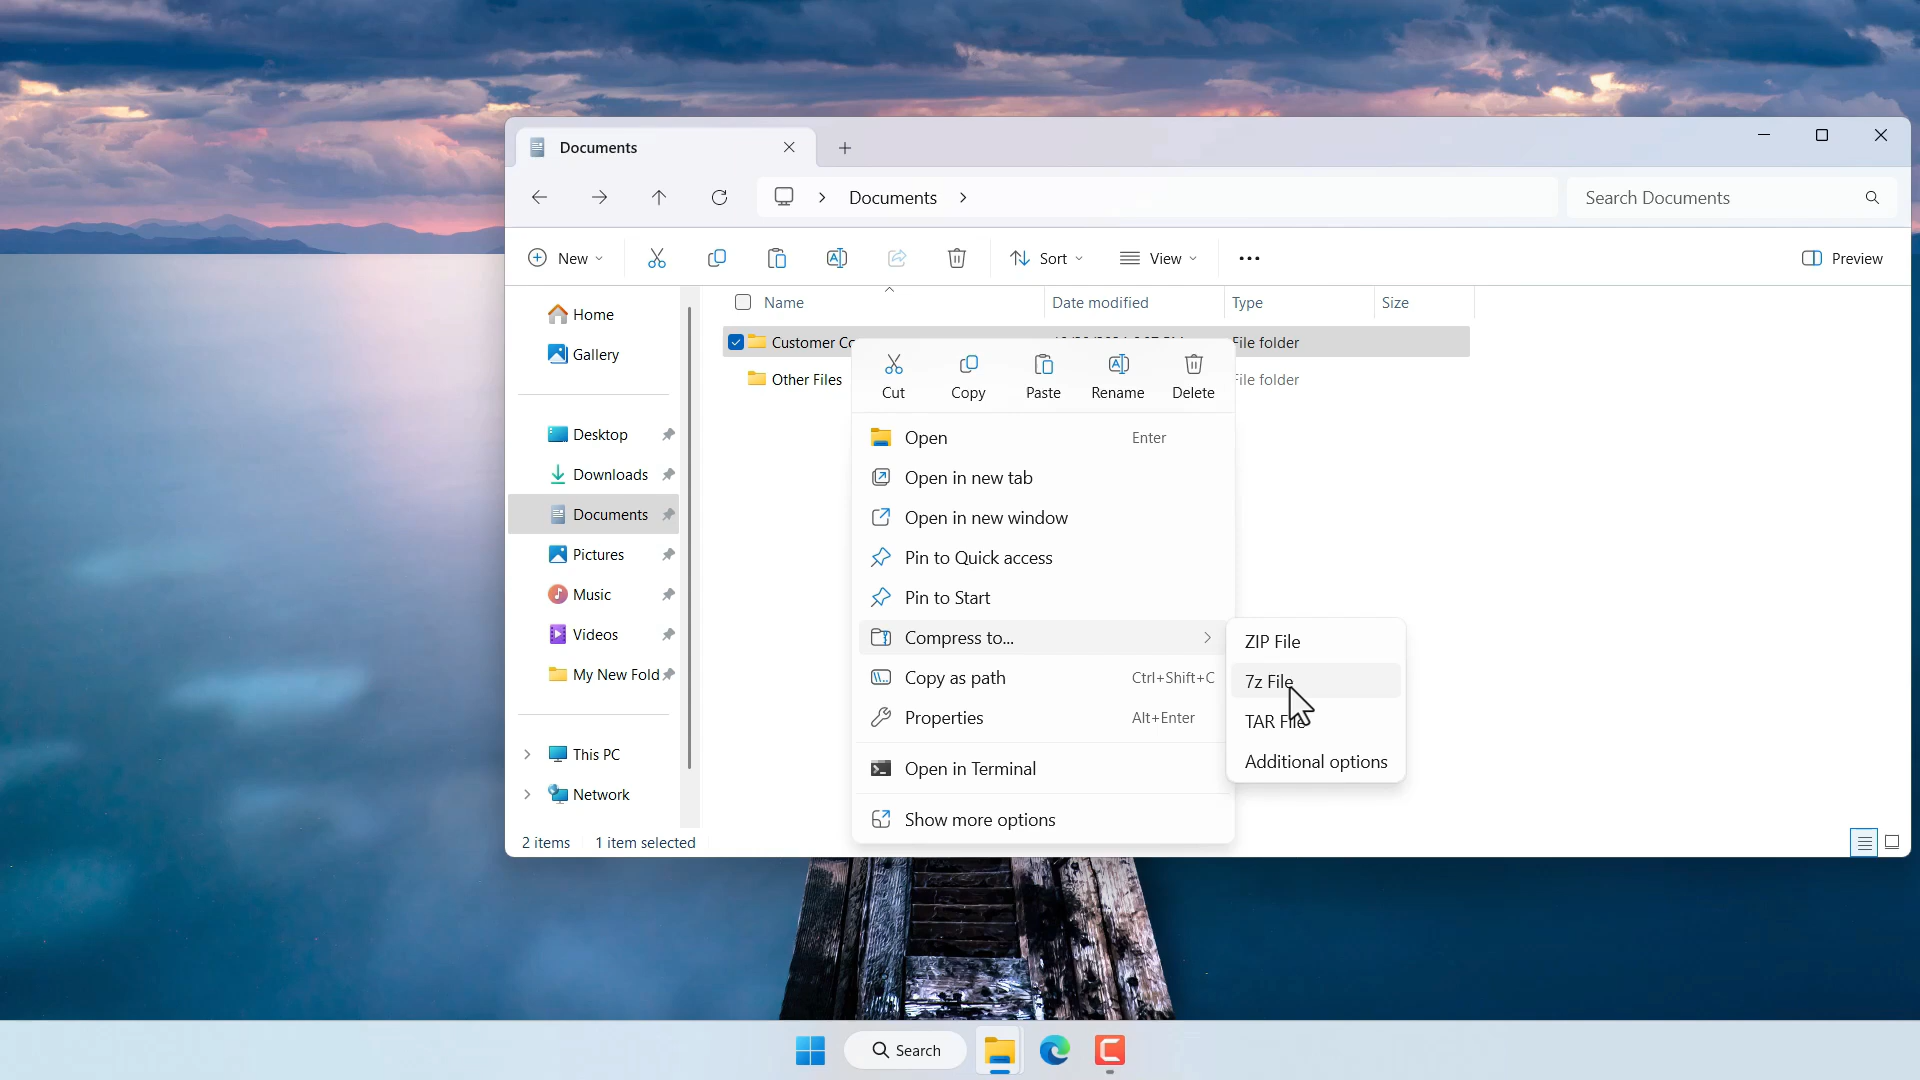 Documents
Documents
Search Documents
New
Sort
View
Preview
Name
Date modified
Type
Size
Home
Gallery
Desktop
Downloads
Documents
Pictures
Music
Videos
My New Fold
This PC
Network
Customer
File folder
Other Files
File folder
Cut
Copy
Paste
Rename
Delete
Open
Enter
Open in new tab
Open in new window
Pin to Quick access
Pin to Start
Compress to...
Copy as path
Ctrl+Shift+C
Properties
Alt+Enter
Open in Terminal
Show more options
ZIP File
7z File
TAR File
Additional options
2 items
1 item selected
Search